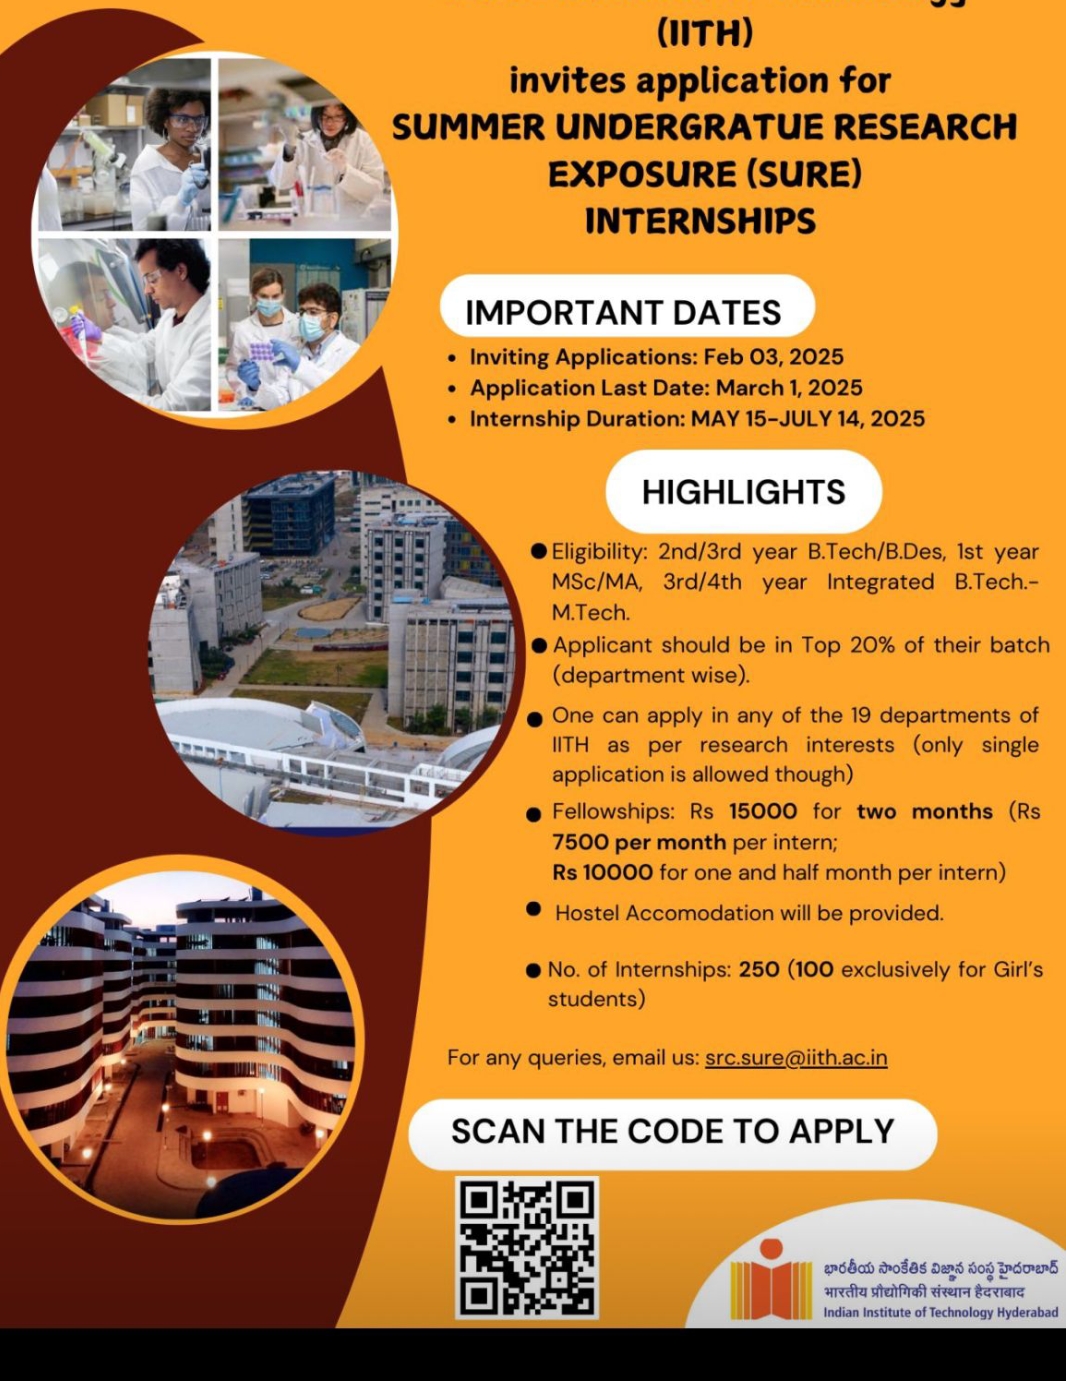 (IITH)
invites application for
SUMMER UNDERGRATUE RESEARCH
EXPOSURE (SURE)
INTERNSHIPS
IMPORTANT DATES
• Inviting Applications: Feb 03, 2025
• Application Last Date: March 1, 2025
• Internship Duration: MAY 15-JULY 14, 2025
HIGHLIGHTS
● Eligibility: 2nd/3rd year B.Tech/B.Des, 1st year
MSc/MA, 3rd/4th year Integrated B.Tech.-
M.Tech.
● Applicant should be in Top 20% of their batch
(department wise).
● One can apply in any of the 19 departments of
IITH as per research interests (only single
application is allowed though)
● Fellowships: Rs 15000 for two months (Rs
7500 per month per intern;
Rs 10000 for one and half month per intern)
● Hostel Accomodation will be provided.
● No. of Internships: 250 (100 exclusively for Girl's
students)
For any queries, email us: src.sure@iith.ac.in
SCAN THE CODE TO APPLY
భారతీయ సాంకేతిక విజ్ఞాన సంస్థ హైదరాబాద్
भारतीय प्रौद्योगिकी संस्थान हैदराबाद
Indian Institute of Technology Hyderabad